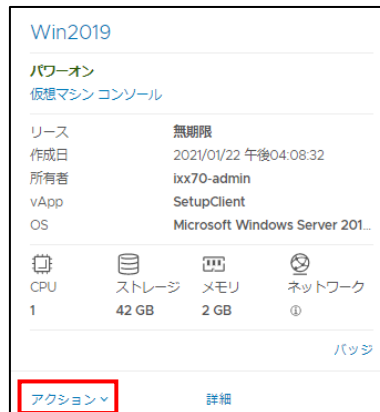 Win2019
パワーオン
仮想マシン コンソール
リース 無期限
作成日 2021/01/22 午後04:08:32
所有者 ixx70-admin
vApp SetupClient
OS Microsoft Windows Server 201...
CPU ストレージ メモリ ネットワーク
1 42 GB 2 GB
バッジ
アクション 詳細